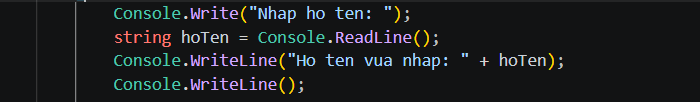 Console.Write("Nhap ho ten: ");
string hoTen = Console.ReadLine();
Console.WriteLine("Ho ten vua nhap: " + hoTen);
Console.WriteLine();